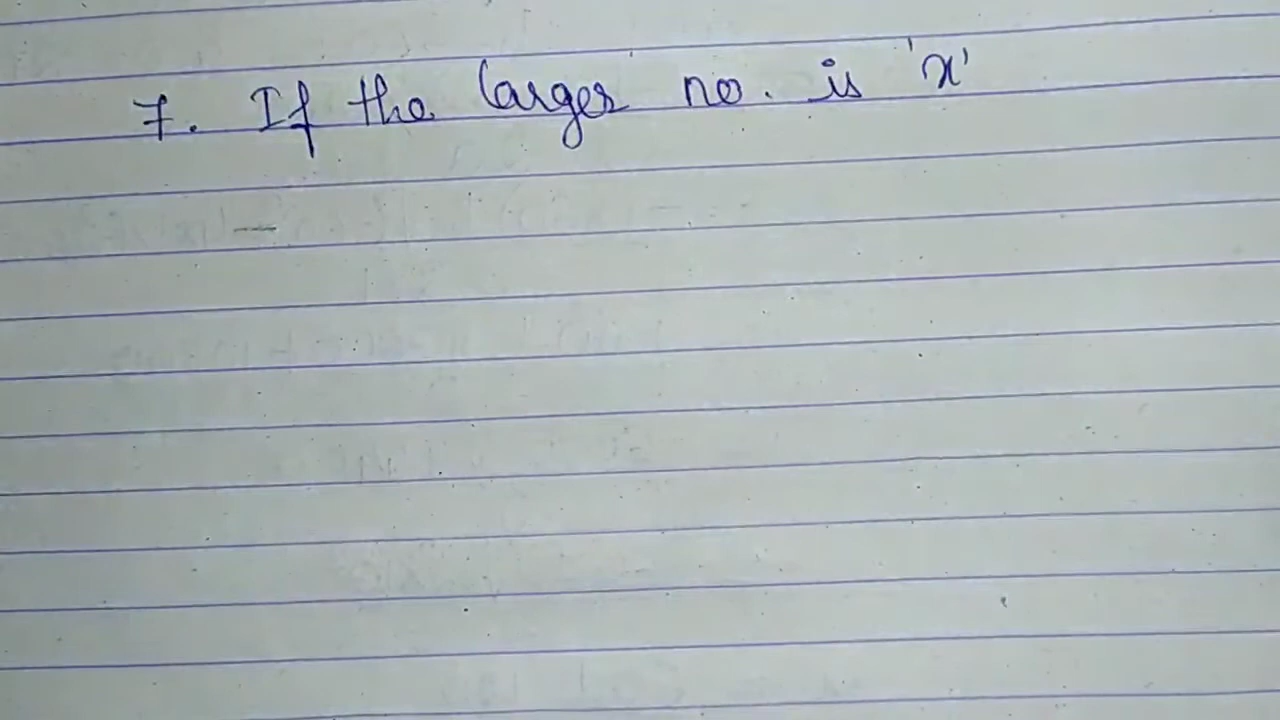 7. If the larger no. is 'x'